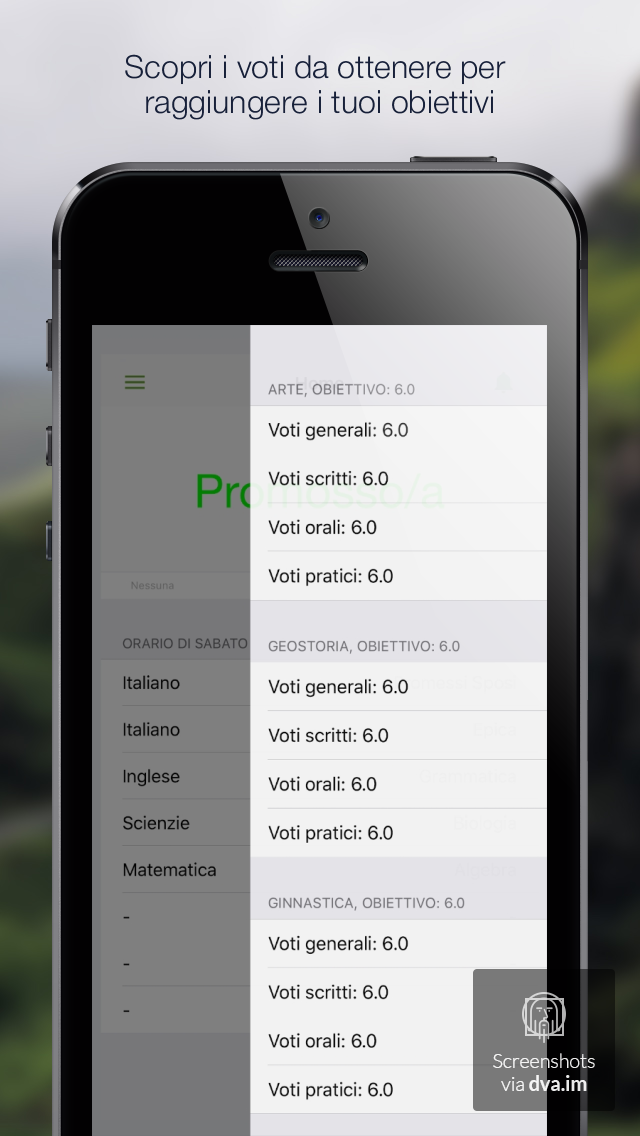 Scopri i voti da ottenere per
raggiungere i tuoi obiettivi
Promosso/a
Nessuna
ORARIO DI SABATO
Italiano
Italiano
Inglese
Scienzie
Matematica
-
-
-
ARTE, OBIETTIVO: 6.0
Voti generali: 6.0
Voti scritti: 6.0
Voti orali: 6.0
Voti pratici: 6.0
GEOSTORIA, OBIETTIVO: 6.0
Voti generali: 6.0
Voti scritti: 6.0
Voti orali: 6.0
Voti pratici: 6.0
GINNASTICA, OBIETTIVO: 6.0
Voti generali: 6.0
Voti scritti: 6.0
Voti orali: 6.0
Voti pratici: 6.0
Screenshots
via dva.im